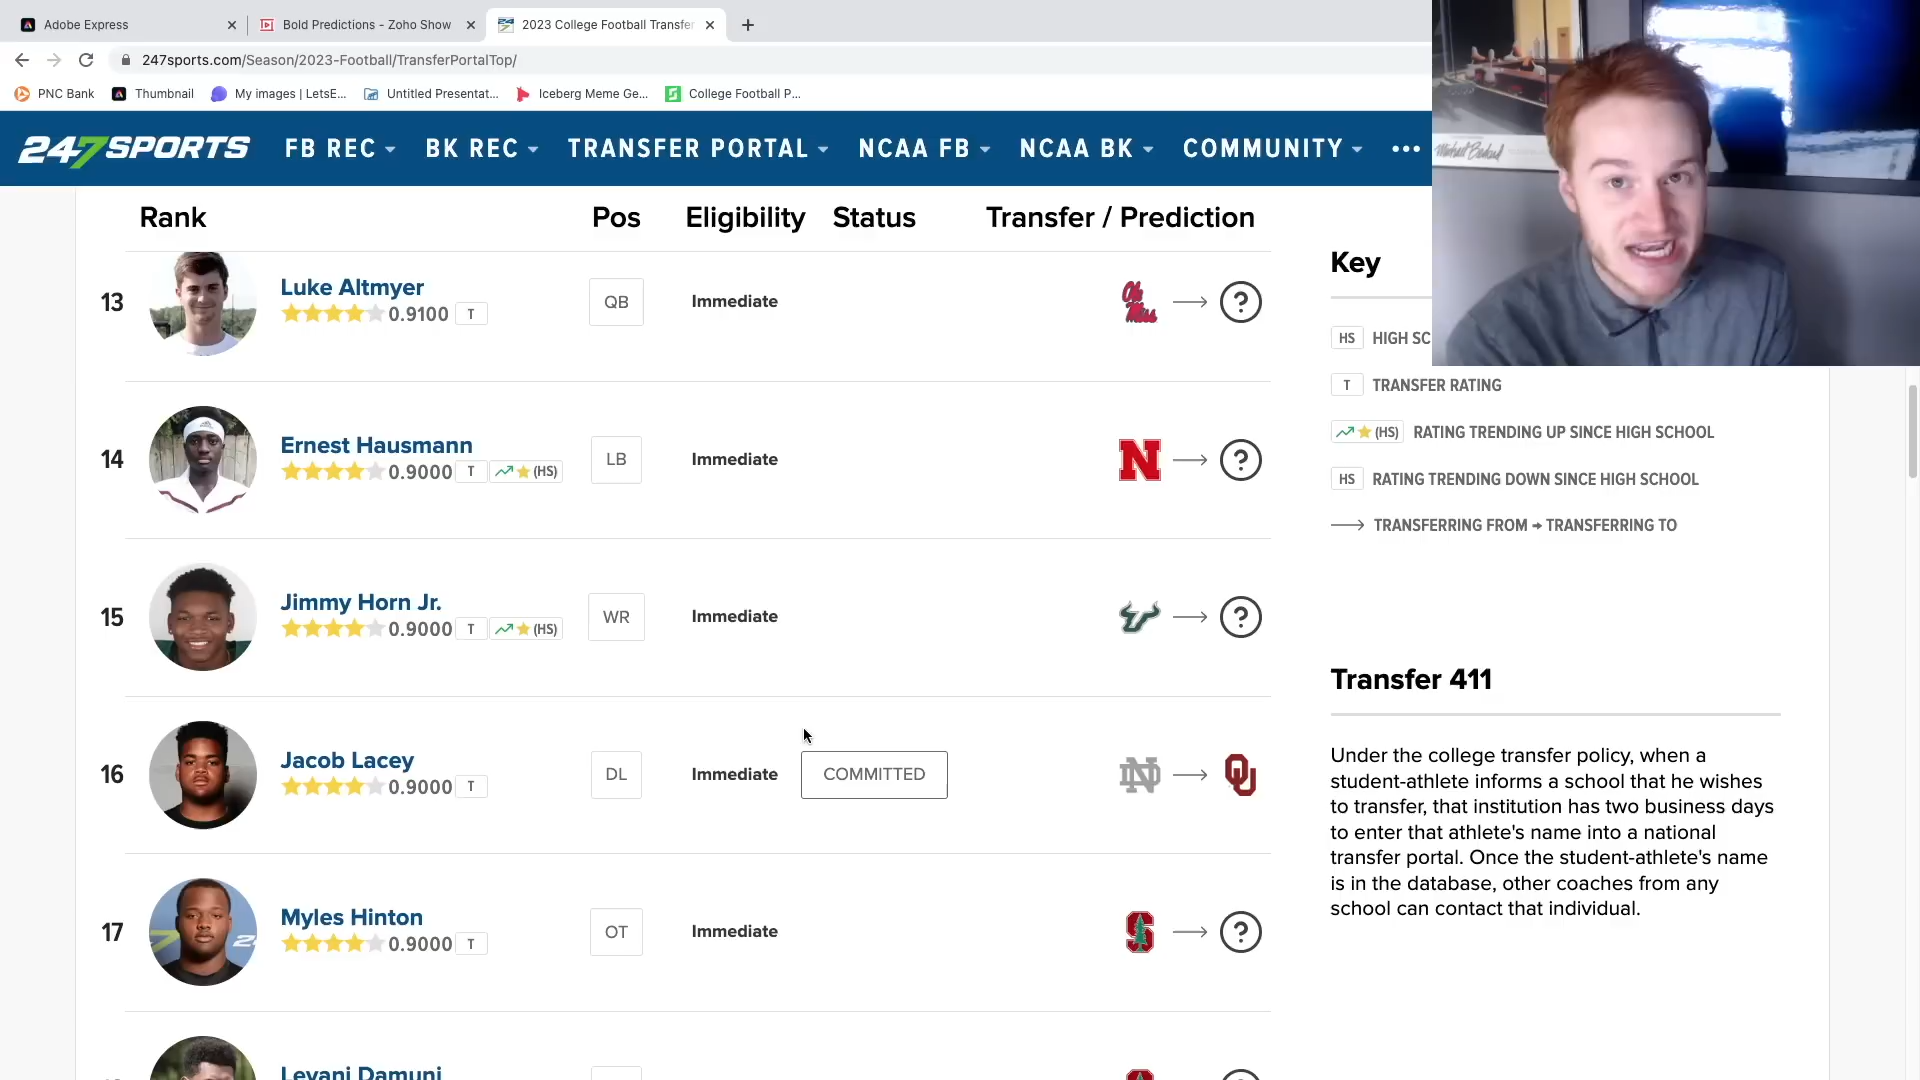 Adobe Express
Bold Predictions - Zoho Show
2023 College Football Transfer
247sports.com/Season/2023-Football/TransferPortalTop/
PNC Bank
Thumbnail
My images | LetsE...
Untitled Presentat...
Iceberg Meme Ge...
College Football P...
247SPORTS
FB REC
BK REC
TRANSFER PORTAL
NCAA FB
NCAA BK
COMMUNITY
Rank Pos Eligibility Status Transfer / Prediction
13
Luke Altmyer
0.9100 T
QB
Immediate
Ole Miss
?
14
Ernest Hausmann
0.9000 T (HS)
LB
Immediate
N
?
15
Jimmy Horn Jr.
0.9000 T (HS)
WR
Immediate
?
16
Jacob Lacey
0.9000 T
DL
Immediate
COMMITTED
ND
OU
17
Myles Hinton
0.9000 T
OT
Immediate
S
?
Levani Damuni
Key
HS HIGH SC
T TRANSFER RATING
(HS) RATING TRENDING UP SINCE HIGH SCHOOL
HS RATING TRENDING DOWN SINCE HIGH SCHOOL
TRANSFERRING FROM → TRANSFERRING TO
Transfer 411
Under the college transfer policy, when a
student-athlete informs a school that he wishes
to transfer, that institution has two business days
to enter that athlete's name into a national
transfer portal. Once the student-athlete's name
is in the database, other coaches from any
school can contact that individual.